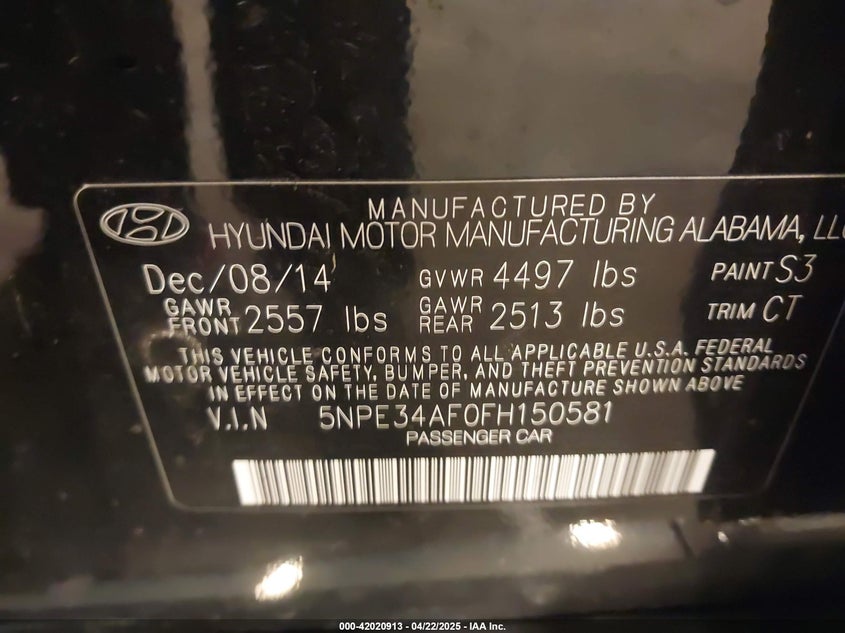 MANUFACTURED BY
HYUNDAI MOTOR MANUFACTURING ALABAMA, LLC
Dec/08/14 GVWR 4497 lbs PAINT S3
GAWR FRONT 2557 lbs GAWR REAR 2513 lbs TRIM CT
THIS VEHICLE CONFORMS TO ALL APPLICABLE U.S.A. FEDERAL
MOTOR VEHICLE SAFETY, BUMPER, AND THEFT PREVENTION STANDARDS
IN EFFECT ON THE DATE OF MANUFACTURE SHOWN ABOVE
V.I.N 5NPE34AF0FH150581
PASSENGER CAR
000-42020913 - 04/22/2025 - IAA Inc.